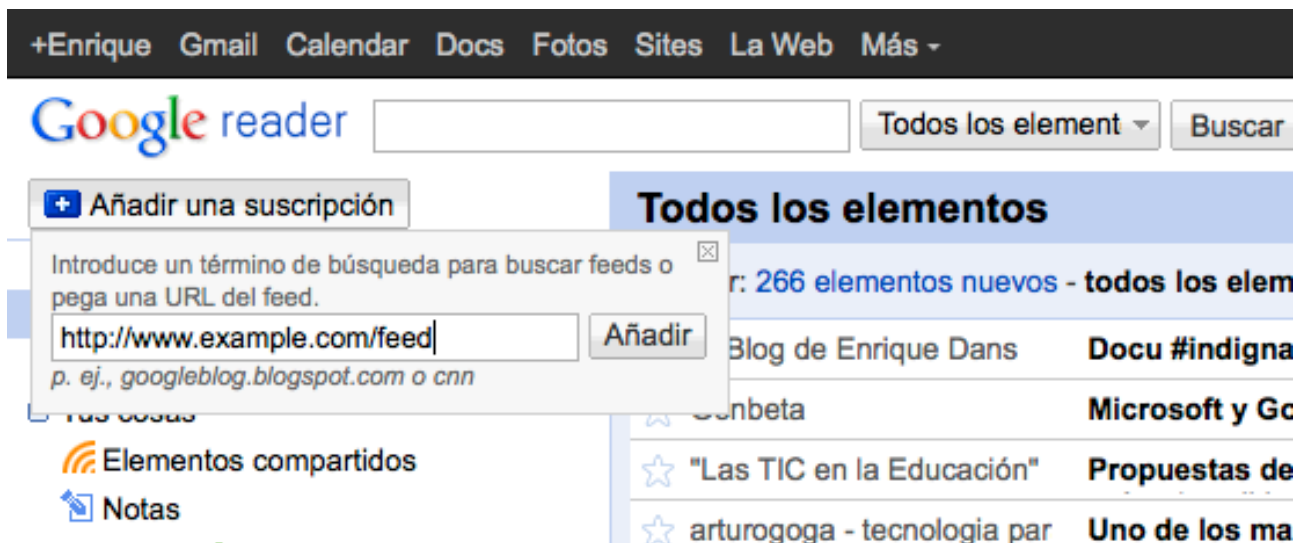 +Enrique Gmail Calendar Docs Fotos Sites La Web Más
Google reader Todos los element Buscar
Añadir una suscripción
Todos los elementos
Introduce un término de búsqueda para buscar feeds o
pega una URL del feed.
r: 266 elementos nuevos - todos los elem
http://www.example.com/feed Añadir
p. ej., googleblog.blogspot.com o cnn
Blog de Enrique Dans Docu #indigna
Tus cosas
Genbeta Microsoft y Go
Elementos compartidos
"Las TIC en la Educación" Propuestas de
Notas
arturogoga - tecnologia par Uno de los ma